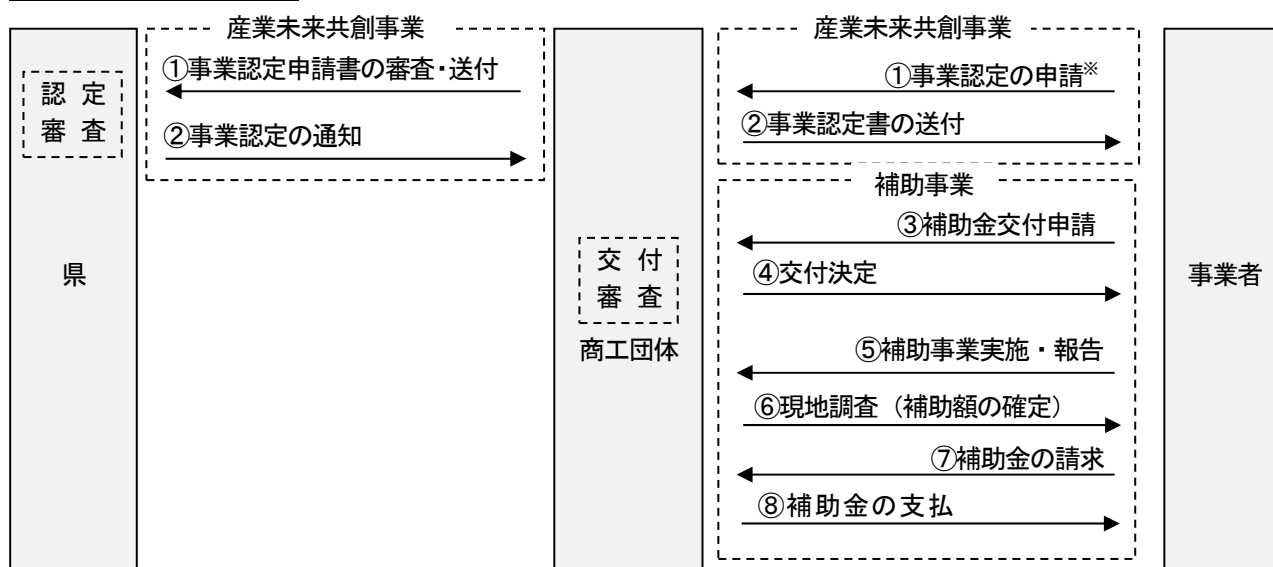 産業未来共創事業
産業未来共創事業
①事業認定申請書の審査・送付
①事業認定の申請※
認定
審査
②事業認定の通知
②事業認定書の送付
補助事業
③補助金交付申請
県
交付
審査
④交付決定
事業者
商工団体
⑤補助事業実施・報告
⑥現地調査（補助額の確定）
⑦補助金の請求
⑧補助金の支払